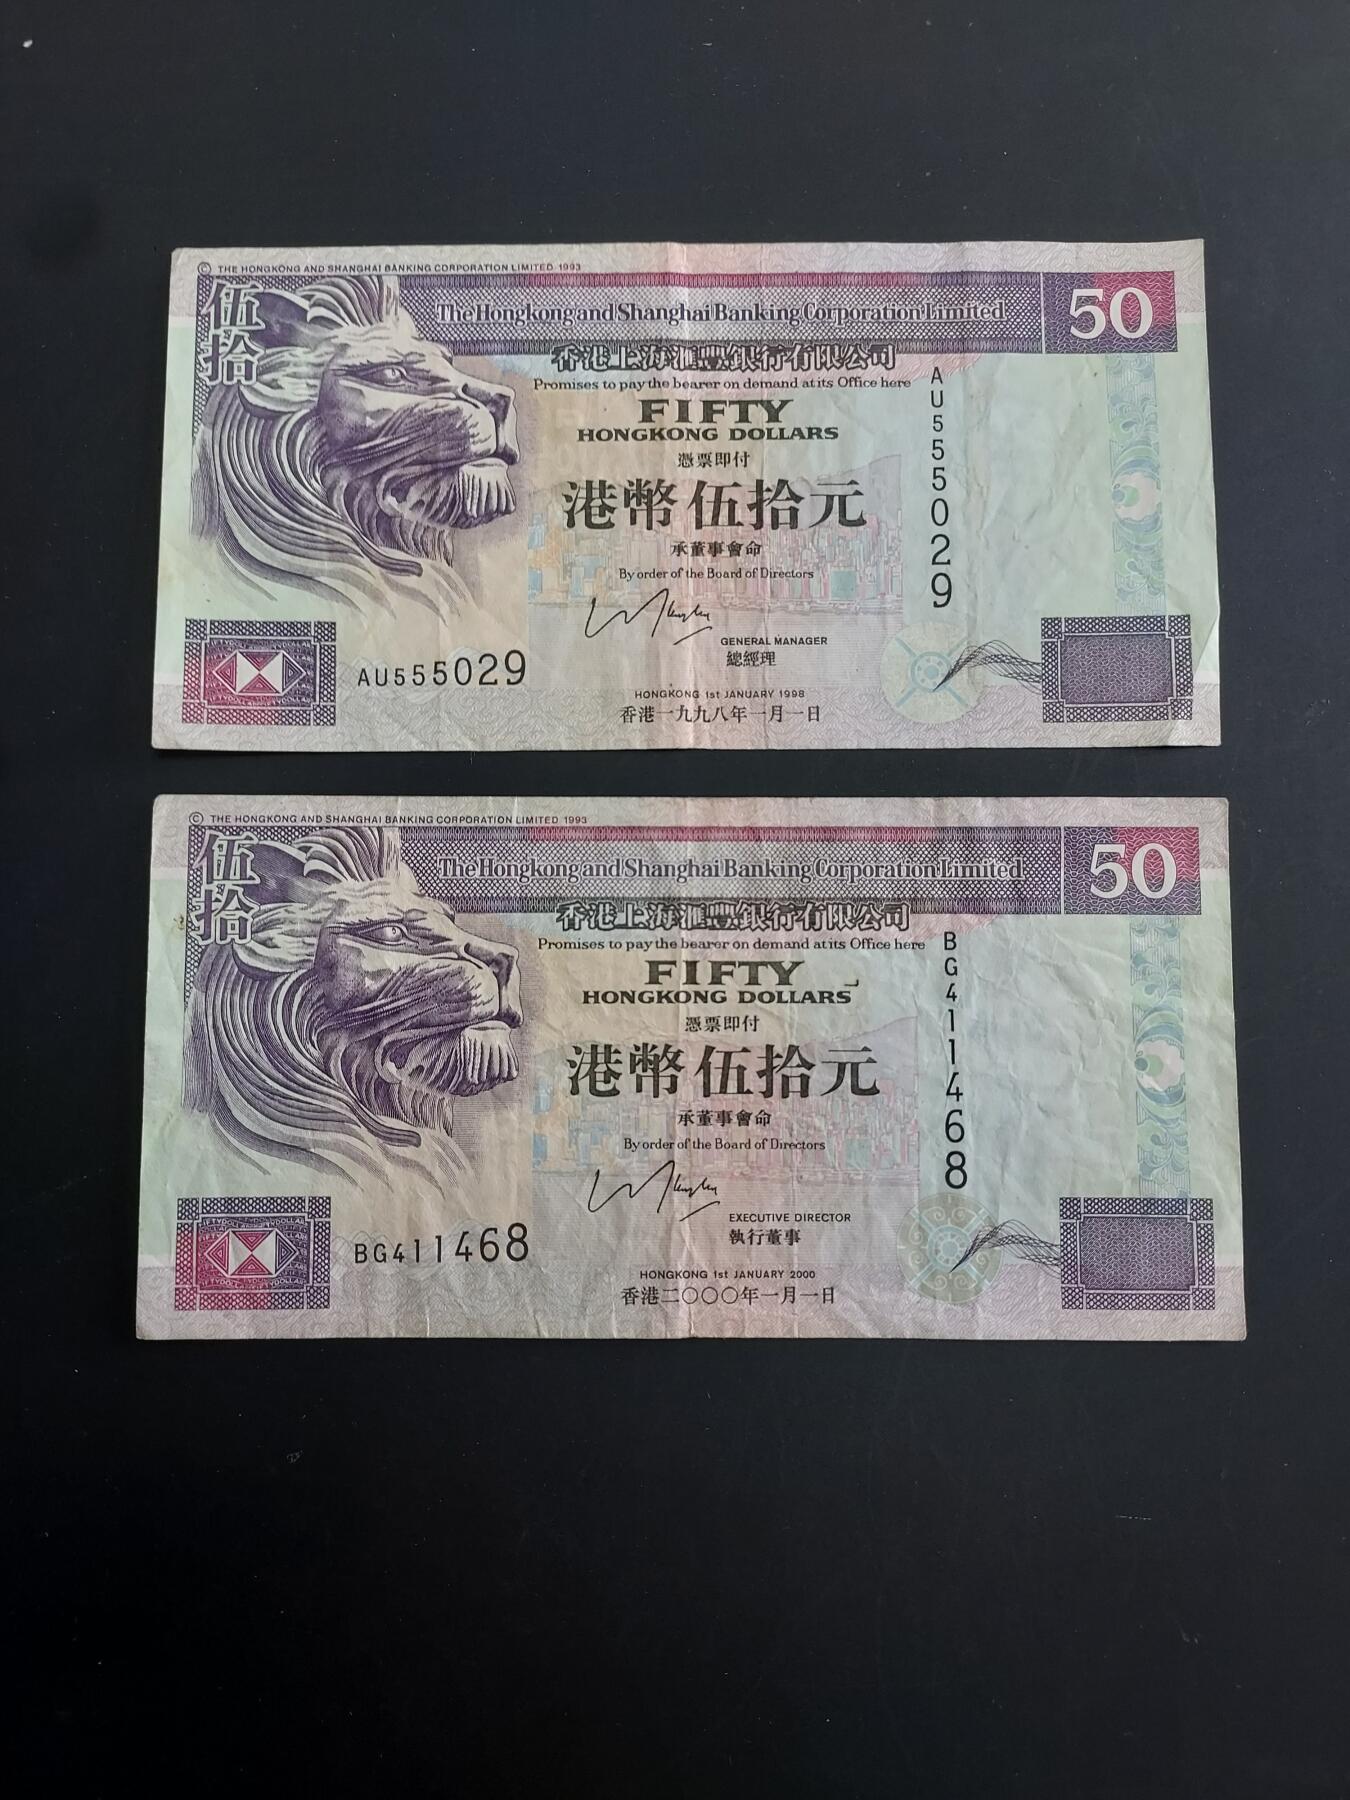 © THE HONGKONG AND SHANGHAI BANKING CORPORATION LIMITED 1993
伍拾
The Hongkong and Shanghai Banking Corporation Limited
50
香港上海滙豐銀行有限公司
Promises to pay the bearer on demand at its Office here
AU555029
FIFTY
HONGKONG DOLLARS
憑票即付
港幣伍拾元
承董事會命
By order of the Board of Directors
GENERAL MANAGER
總經理
AU555029
HONGKONG 1st JANUARY 1998
香港一九九八年一月一日
© THE HONGKONG AND SHANGHAI BANKING CORPORATION LIMITED 1993
伍拾
The Hongkong and Shanghai Banking Corporation Limited
50
香港上海滙豐銀行有限公司
Promises to pay the bearer on demand at its Office here
BG411468
FIFTY
HONGKONG DOLLARS
憑票即付
港幣伍拾元
承董事會命
By order of the Board of Directors
EXECUTIVE DIRECTOR
執行董事
BG411468
HONGKONG 1st JANUARY 2000
香港二〇〇〇年一月一日